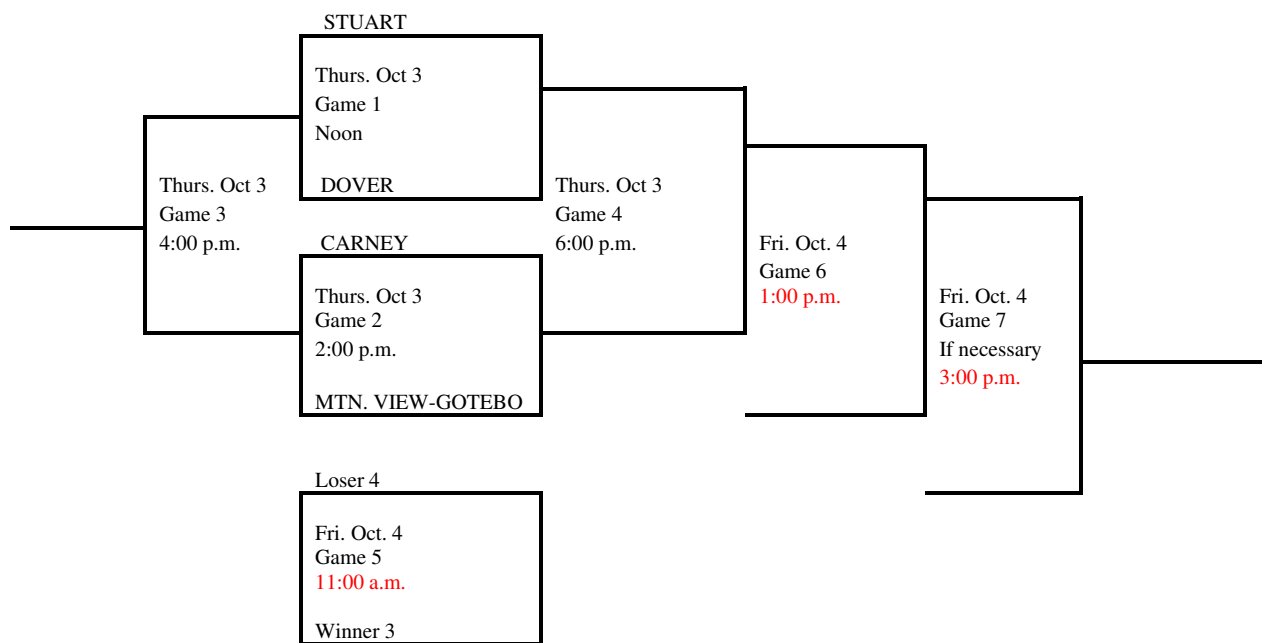 STUART
Thurs. Oct 3
Game 1
Noon
DOVER
Thurs. Oct 3
Game 3
4:00 p.m.
Thurs. Oct 3
Game 4
6:00 p.m.
CARNEY
Thurs. Oct 3
Game 2
2:00 p.m.
MTN. VIEW-GOTEBO
Fri. Oct. 4
Game 6
1:00 p.m.
Fri. Oct. 4
Game 7
If necessary
3:00 p.m.
Loser 4
Fri. Oct. 4
Game 5
11:00 a.m.
Winner 3